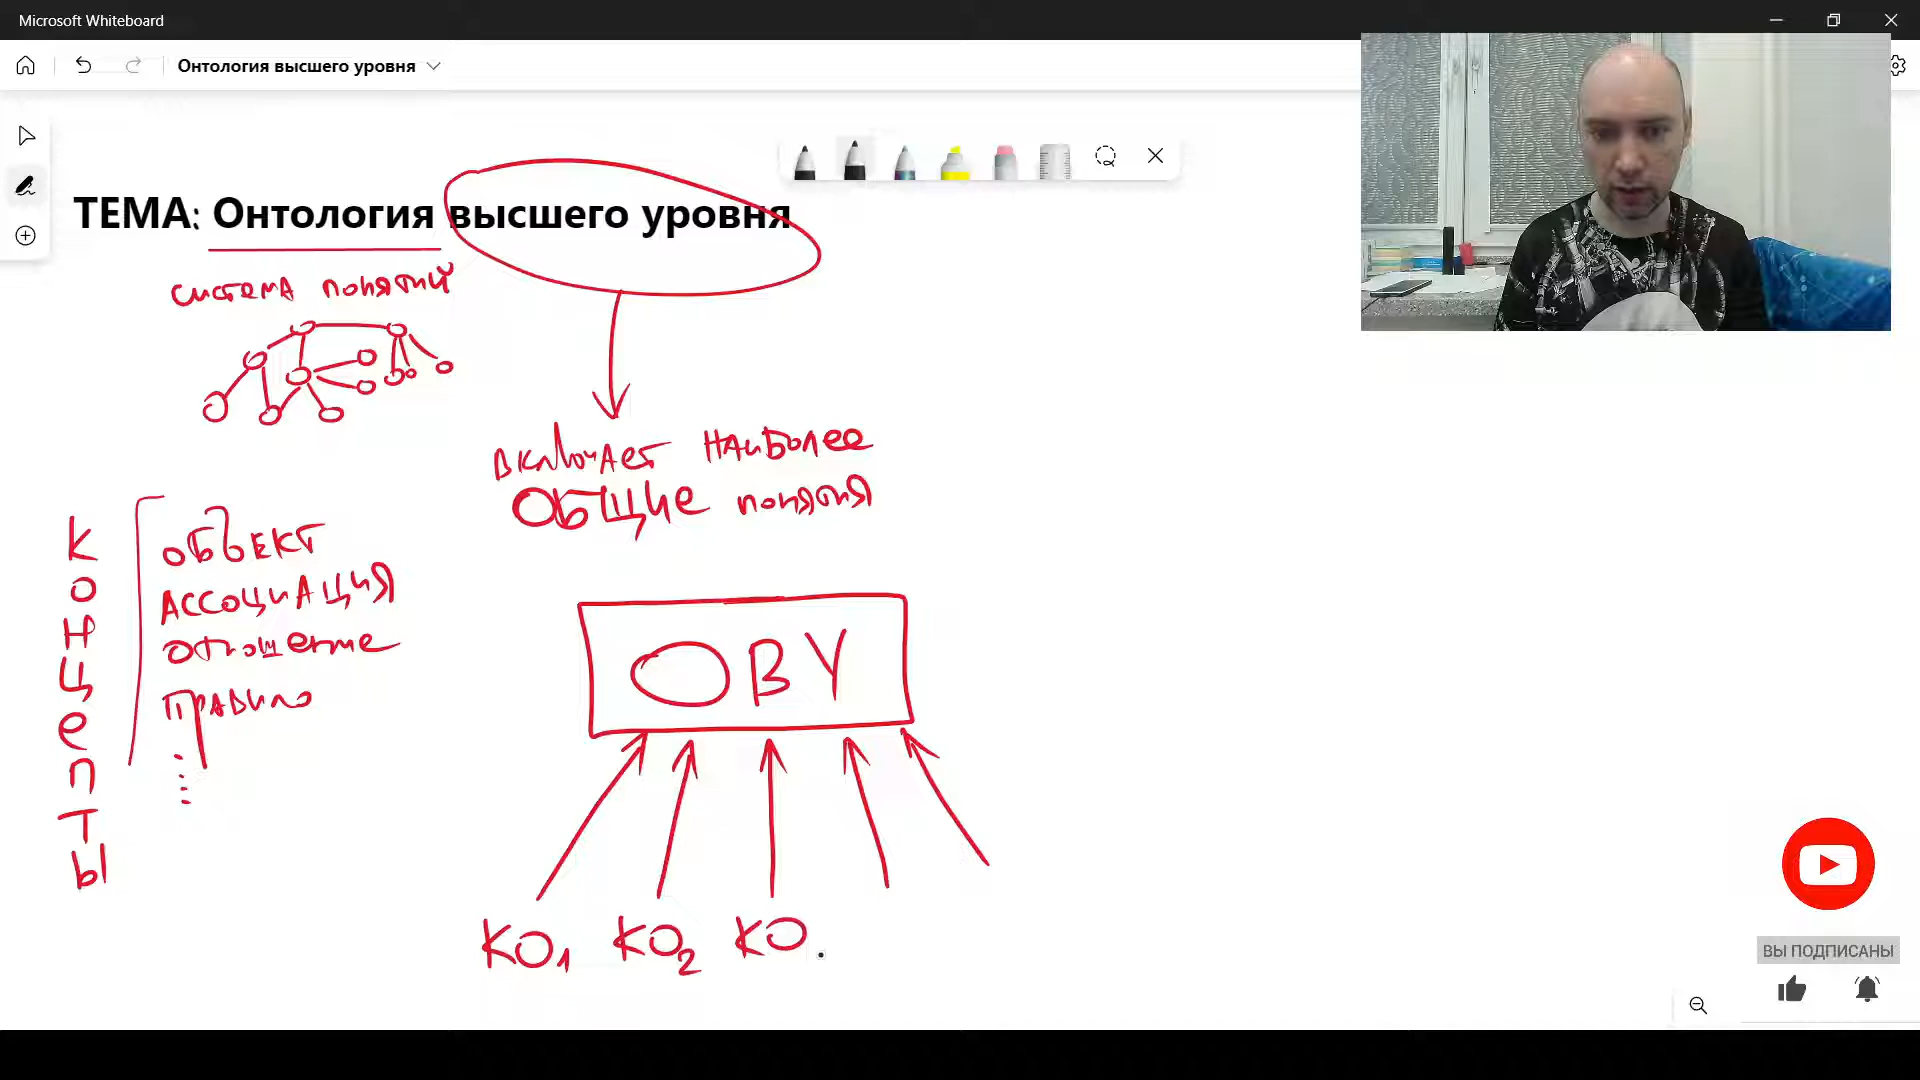 Microsoft Whiteboard
Онтология высшего уровня
ТЕМА: Онтология высшего уровня
система понятий
включает наиболее
общие понятия
концепты
объект
ассоциация
отношение
правило
ОВУ
КО1 КО2 КО
ВЫ ПОДПИСАНЫ